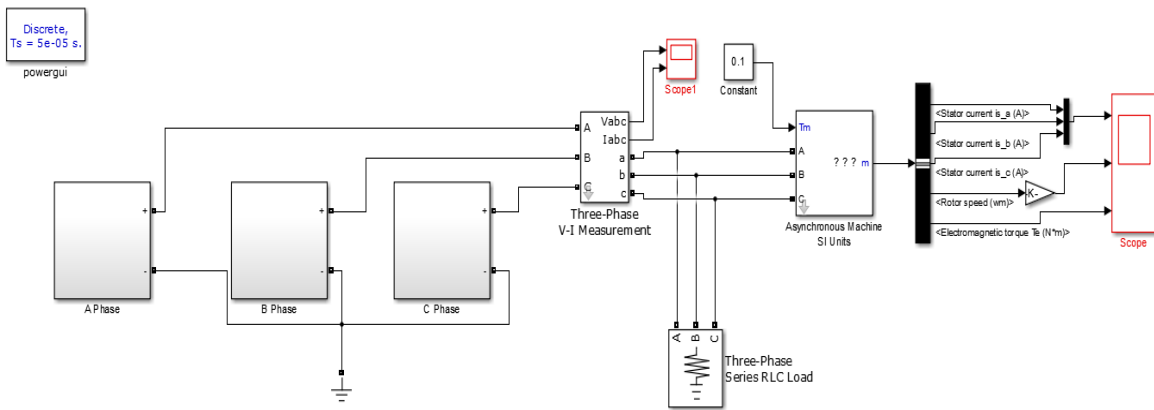 Discrete,
Ts = 5e-05 s.
powergui
Scope1
0.1
Constant
A
B
C
Vabc
Iabc
a
b
c
Three-Phase
V-I Measurement
Tm
A
B
C
? ? ? m
Asynchronous Machine
SI Units
<Stator current is_a (A)>
<Stator current is_b (A)>
<Stator current is_c (A)>
<Rotor speed (wm)>
K-
<Electromagnetic torque Te (N*m)>
Scope
+
-
A Phase
+
-
B Phase
+
-
C Phase
A
B
C
Three-Phase
Series RLC Load